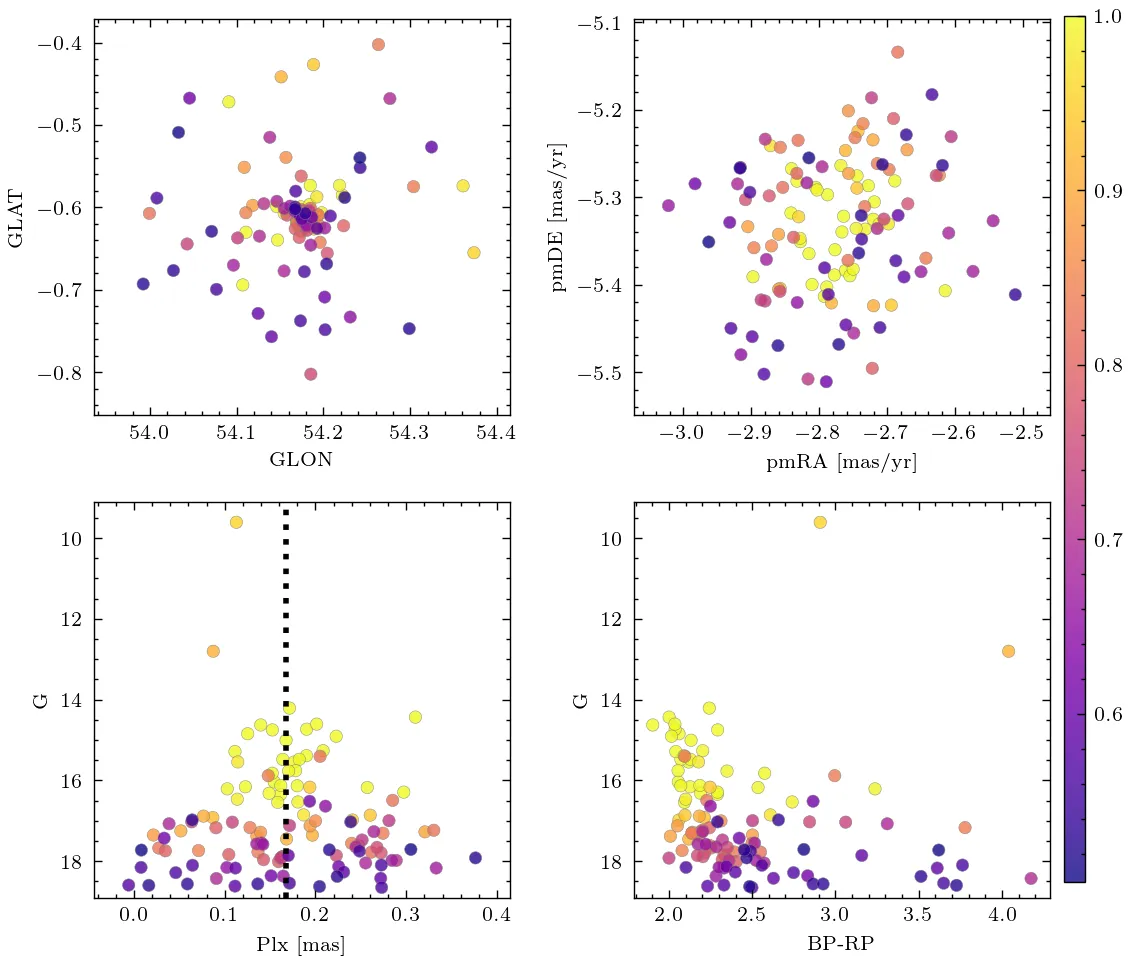 −0.4
−0.5
−0.6
−0.7
−0.8
GLAT
54.0 54.1 54.2 54.3 54.4
GLON
−5.1
−5.2
−5.3
−5.4
−5.5
pmDE [mas/yr]
−3.0 −2.9 −2.8 −2.7 −2.6 −2.5
pmRA [mas/yr]
1.0
0.9
0.8
0.7
0.6
10
12
14
16
18
G
0.0 0.1 0.2 0.3 0.4
Plx [mas]
10
12
14
16
18
G
2.0 2.5 3.0 3.5 4.0
BP-RP